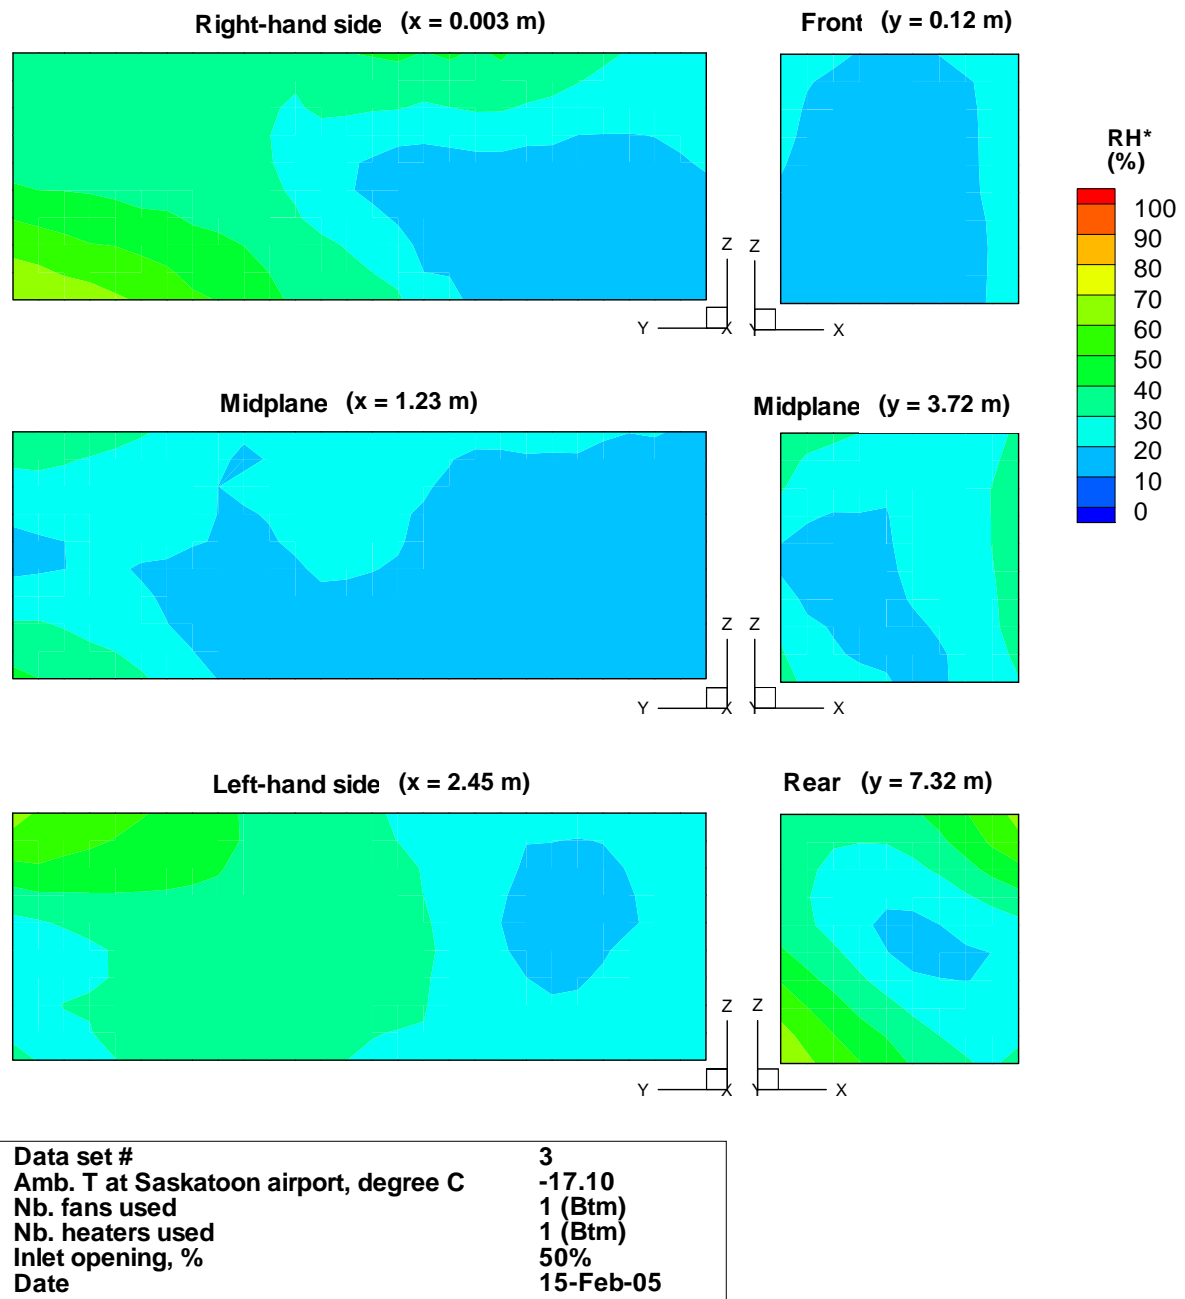 Right-hand side (x = 0.003 m)
Front (y = 0.12 m)
RH*
(%)
100
90
80
70
60
50
40
30
20
10
0
Z Z
Y X Y X
Midplane (x = 1.23 m)
Midplane (y = 3.72 m)
Z Z
Y X Y X
Left-hand side (x = 2.45 m)
Rear (y = 7.32 m)
Z Z
Y X Y X
Data set # 3
Amb. T at Saskatoon airport, degree C -17.10
Nb. fans used 1 (Btm)
Nb. heaters used 1 (Btm)
Inlet opening, % 50%
Date 15-Feb-05